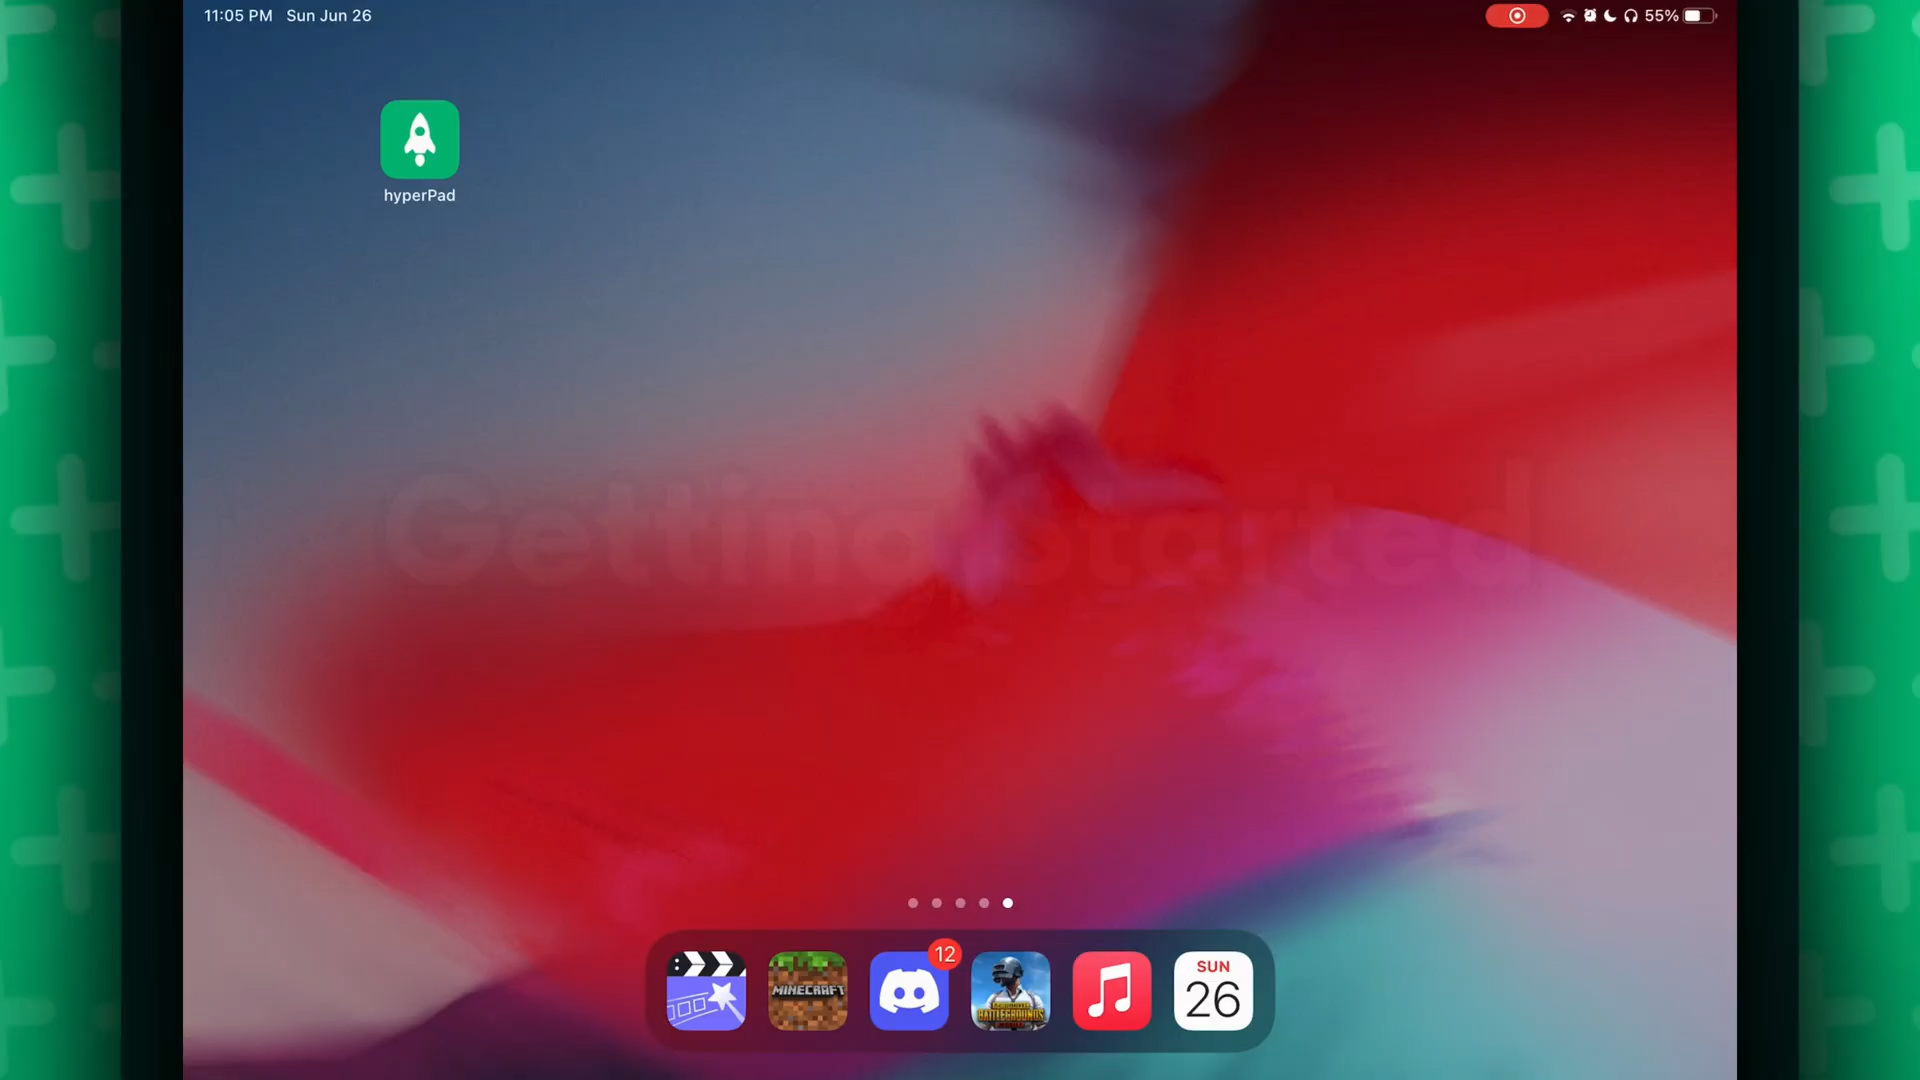 11:05 PM Sun Jun 26
55%
hyperPad
Getting Started
12
MINECRAFT
BATTLEGROUNDS
SUN
26